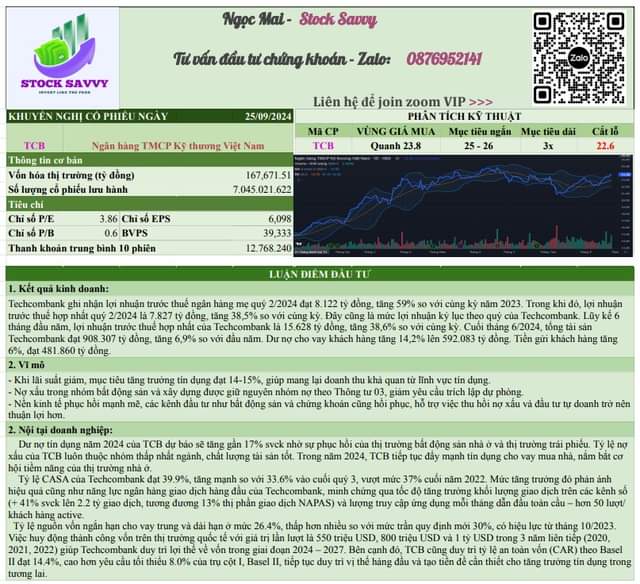 Ngọc Mai - Stock Savvy
Tư vấn đầu tư chứng khoán - Zalo: 0876952141
STOCK SAVVY
INVEST LIKE THE PROS
Zalo
Liên hệ để join zoom VIP >>>
KHUYẾN NGHỊ CỔ PHIẾU NGÀY 25/09/2024
TCB Ngân hàng TMCP Kỹ thương Việt Nam
Thông tin cơ bản
Vốn hóa thị trường (tỷ đồng) 167,671.51
Số lượng cổ phiếu lưu hành 7.045.021.622
Tiêu chí
Chỉ số P/E 3.86 Chỉ số EPS 6,098
Chỉ số P/B 0.6 BVPS 39,333
Thanh khoản trung bình 10 phiên 12.768.240
PHÂN TÍCH KỸ THUẬT
Mã CP VÙNG GIÁ MUA Mục tiêu ngắn Mục tiêu dài Cắt lỗ
TCB Quanh 23.8 25 - 26 3x 22.6
LUẬN ĐIỂM ĐẦU TƯ
1. Kết quả kinh doanh:
Techcombank ghi nhận lợi nhuận trước thuế ngân hàng mẹ quý 2/2024 đạt 8.122 tỷ đồng, tăng 59% so với cùng kỳ năm 2023. Trong khi đó, lợi nhuận
trước thuế hợp nhất quý 2/2024 là 7.827 tỷ đồng, tăng 38,5% so với cùng kỳ. Đây cũng là mức lợi nhuận kỷ lục theo quý của Techcombank. Lũy kế 6
tháng đầu năm, lợi nhuận trước thuế hợp nhất của Techcombank là 15.628 tỷ đồng, tăng 38,6% so với cùng kỳ. Cuối tháng 6/2024, tổng tài sản
Techcombank đạt 908.307 tỷ đồng, tăng 6,9% so với đầu năm. Dư nợ cho vay khách hàng tăng 14,2% lên 592.083 tỷ đồng. Tiền gửi khách hàng tăng
6%, đạt 481.860 tỷ đồng.
2. Vĩ mô
- Khi lãi suất giảm, mục tiêu tăng trưởng tín dụng đạt 14-15%, giúp mang lại doanh thu khả quan từ lĩnh vực tín dụng.
- Nợ xấu trong nhóm bất động sản và xây dựng được giữ nguyên nhóm nợ theo Thông tư 03, giảm yêu cầu trích lập dự phòng.
- Nền kinh tế phục hồi mạnh mẽ, các kênh đầu tư như bất động sản và chứng khoán cũng hồi phục, hỗ trợ việc thu hồi nợ xấu và đầu tư tự doanh trở nên
thuận lợi hơn.
2. Nội tại doanh nghiệp:
Dư nợ tín dụng năm 2024 của TCB dự báo sẽ tăng gần 17% svck nhờ sự phục hồi của thị trường bất động sản nhà ở và thị trường trái phiếu. Tỷ lệ nợ
xấu của TCB luôn thuộc nhóm thấp nhất ngành, chất lượng tài sản tốt. Trong năm 2024, TCB tiếp tục đẩy mạnh tín dụng cho vay mua nhà, nắm bắt cơ
hội tiềm năng của thị trường nhà ở.
Tỷ lệ CASA của Techcombank đạt 39.9%, tăng mạnh so với 33.6% vào cuối quý 3, vượt mức 37% cuối năm 2022. Mức tăng trưởng đó phản ánh
hiệu quả cũng như năng lực ngân hàng giao dịch hàng đầu của Techcombank, minh chứng qua tốc độ tăng trưởng khối lượng giao dịch trên các kênh số
(+ 41% svck lên 2.2 tỷ giao dịch, tương đương 13% thị phần giao dịch NAPAS) và lượng truy cập ứng dụng mỗi tháng dẫn đầu toàn cầu – hơn 50 lượt/
khách hàng active.
Tỷ lệ nguồn vốn ngắn hạn cho vay trung và dài hạn ở mức 26.4%, thấp hơn nhiều so với mức trần quy định mới 30%, có hiệu lực từ tháng 10/2023.
Việc huy động thành công vốn trên thị trường quốc tế với giá trị lần lượt là 550 triệu USD, 800 triệu USD và 1 tỷ USD trong 3 năm liên tiếp (2020,
2021, 2022) giúp Techcombank duy trì lợi thế về vốn trong giai đoạn 2024 – 2027. Bên cạnh đó, TCB cũng duy trì tỷ lệ an toàn vốn (CAR) theo Basel
II đạt 14.4%, cao hơn yêu cầu tối thiểu 8.0% của trụ cột I, Basel II, tiếp tục duy trì vị thế hàng đầu và tạo tiền đề cần thiết cho tăng trưởng tín dụng trong
tương lai.